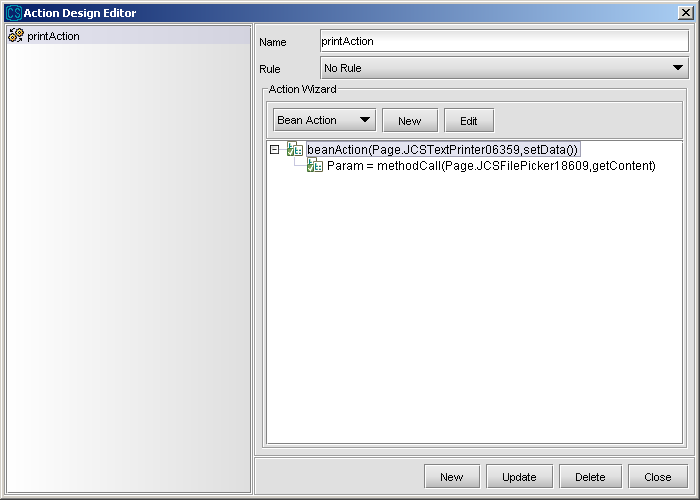 CS Action Design Editor
printAction
Name printAction
Rule No Rule
Action Wizard
Bean Action New Edit
beanAction(Page.JCSTextPrinter06359,setData())
Param = methodCall(Page.JCSFilePicker18609,getContent)
New Update Delete Close